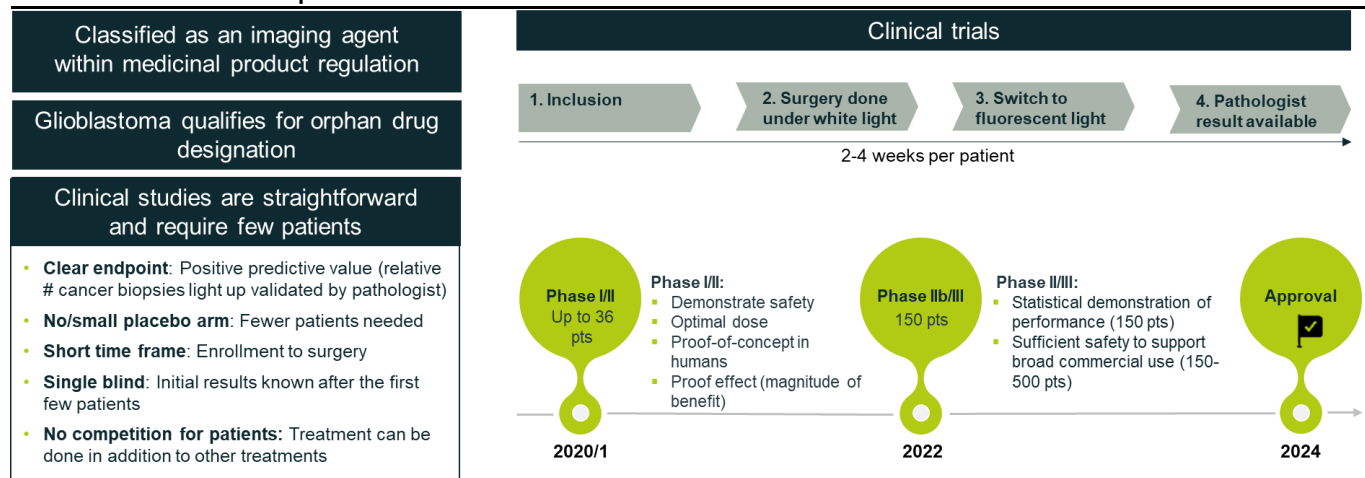 Classified as an imaging agent
within medicinal product regulation
Glioblastoma qualifies for orphan drug
designation
Clinical studies are straightforward
and require few patients
• Clear endpoint: Positive predictive value (relative
# cancer biopsies light up validated by pathologist)
• No/small placebo arm: Fewer patients needed
• Short time frame: Enrollment to surgery
• Single blind: Initial results known after the first
few patients
• No competition for patients: Treatment can be
done in addition to other treatments
Clinical trials
1. Inclusion
2. Surgery done
under white light
3. Switch to
fluorescent light
4. Pathologist
result available
2-4 weeks per patient
Phase I/II
Up to 36
pts
Phase I/II:
▪ Demonstrate safety
▪ Optimal dose
▪ Proof-of-concept in
humans
▪ Proof effect (magnitude of
benefit)
Phase IIb/III
150 pts
Phase II/III:
▪ Statistical demonstration of
performance (150 pts)
▪ Sufficient safety to support
broad commercial use (150-
500 pts)
Approval
2020/1
2022
2024